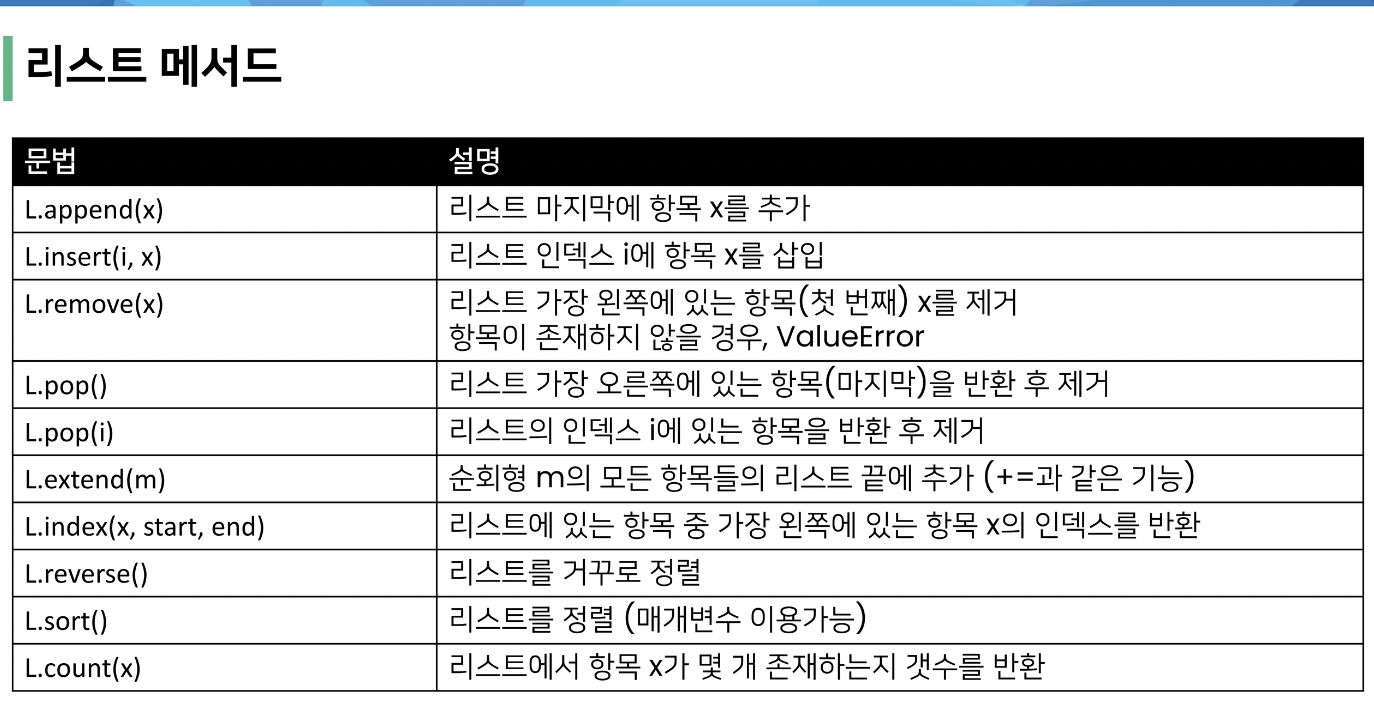 리스트 메서드
문법 설명
L.append(x) 리스트 마지막에 항목 x를 추가
L.insert(i, x) 리스트 인덱스 i에 항목 x를 삽입
L.remove(x) 리스트 가장 왼쪽에 있는 항목(첫 번째) x를 제거
항목이 존재하지 않을 경우, ValueError
L.pop() 리스트 가장 오른쪽에 있는 항목(마지막)을 반환 후 제거
L.pop(i) 리스트의 인덱스 i에 있는 항목을 반환 후 제거
L.extend(m) 순회형 m의 모든 항목들의 리스트 끝에 추가 (+=과 같은 기능)
L.index(x, start, end) 리스트에 있는 항목 중 가장 왼쪽에 있는 항목 x의 인덱스를 반환
L.reverse() 리스트를 거꾸로 정렬
L.sort() 리스트를 정렬 (매개변수 이용가능)
L.count(x) 리스트에서 항목 x가 몇 개 존재하는지 갯수를 반환